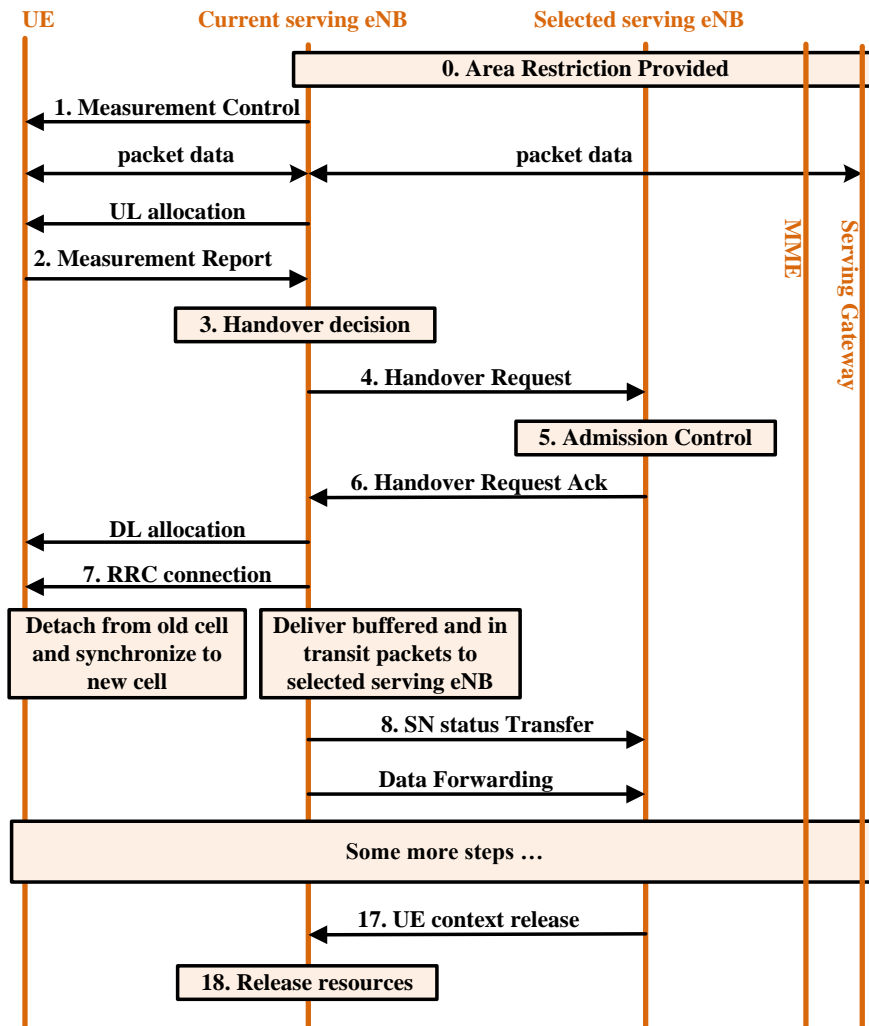 UE
Current serving eNB
Selected serving eNB
0. Area Restriction Provided
1. Measurement Control
packet data
packet data
UL allocation
MME
Serving Gateway
2. Measurement Report
3. Handover decision
4. Handover Request
5. Admission Control
6. Handover Request Ack
DL allocation
7. RRC connection
Detach from old cell
and synchronize to
new cell
Deliver buffered and in
transit packets to
selected serving eNB
8. SN status Transfer
Data Forwarding
Some more steps …
17. UE context release
18. Release resources